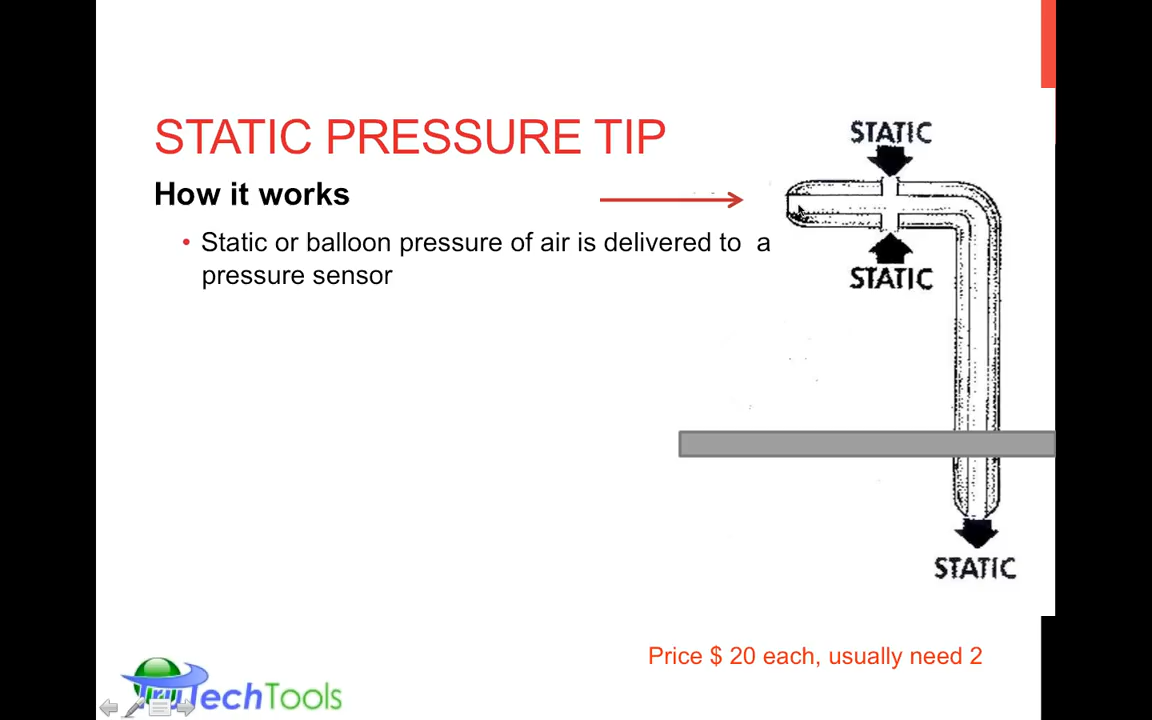 STATIC PRESSURE TIP
How it works
• Static or balloon pressure of air is delivered to a
pressure sensor
STATIC
STATIC
STATIC
Price $ 20 each, usually need 2
TruTechTools